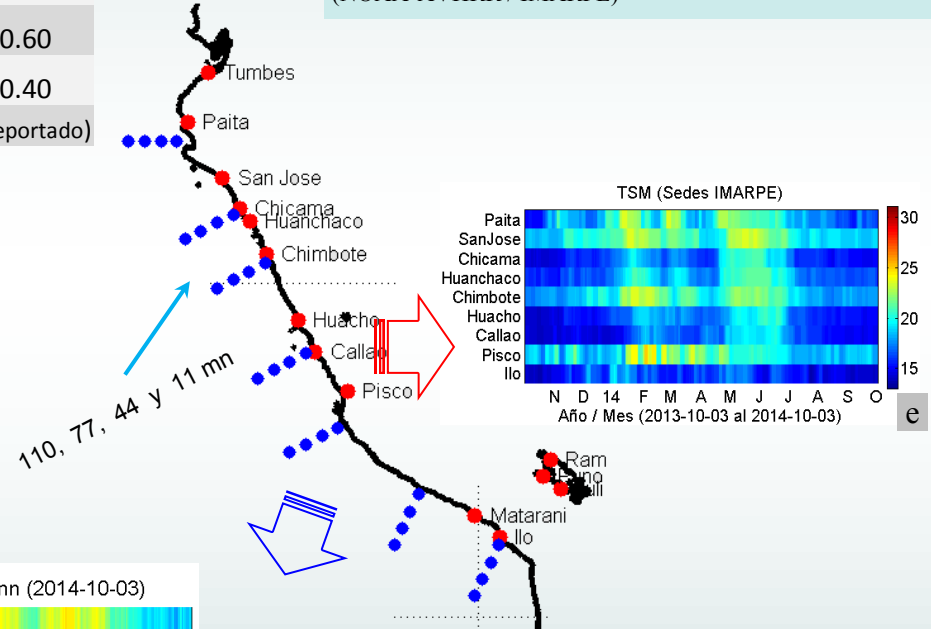 0.60
0.40
eportado)
Tumbes
Paita
San Jose
Chicama
Huanchaco
Chimbote
Huacho
Callao
Pisco
110, 77, 44 y 11 mn
Ram
Matarani
Ilo
TSM (Sedes IMARPE)
Paita
SanJose
Chicama
Huanchaco
Chimbote
Huacho
Callao
Pisco
Ilo
30
25
20
15
N D 14 F M A M J J A S O
Año / Mes (2013-10-03 al 2014-10-03)
e
nn (2014-10-03)